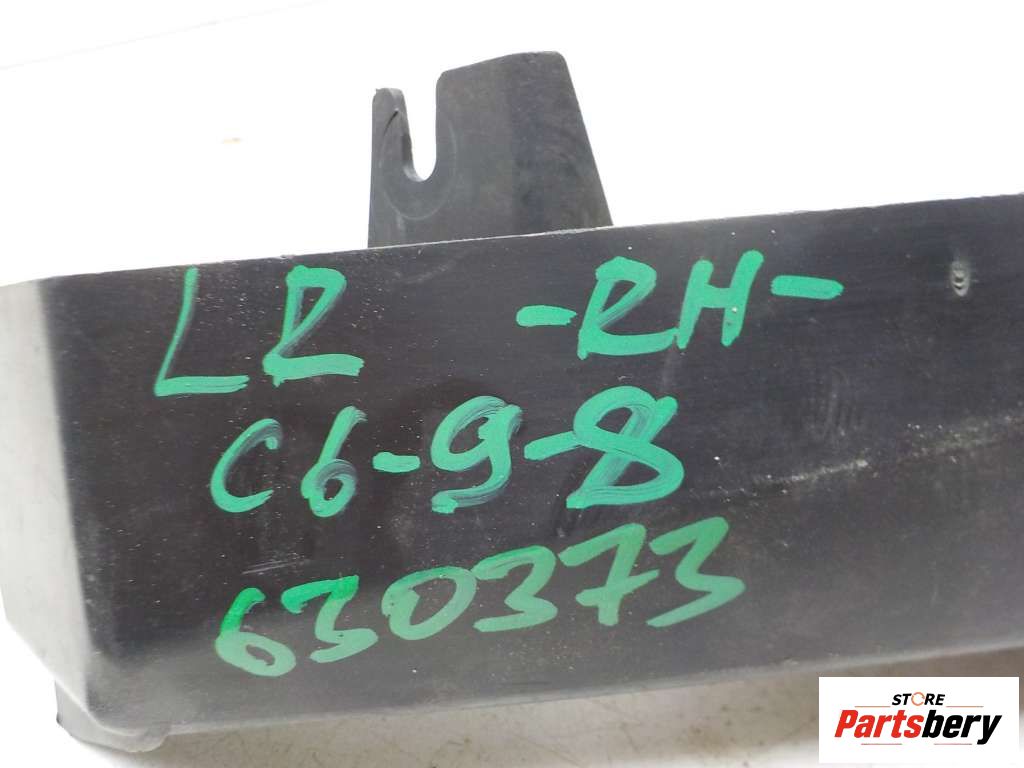 LR -RH-
C6-9-8
630373
STORE
Partsbery